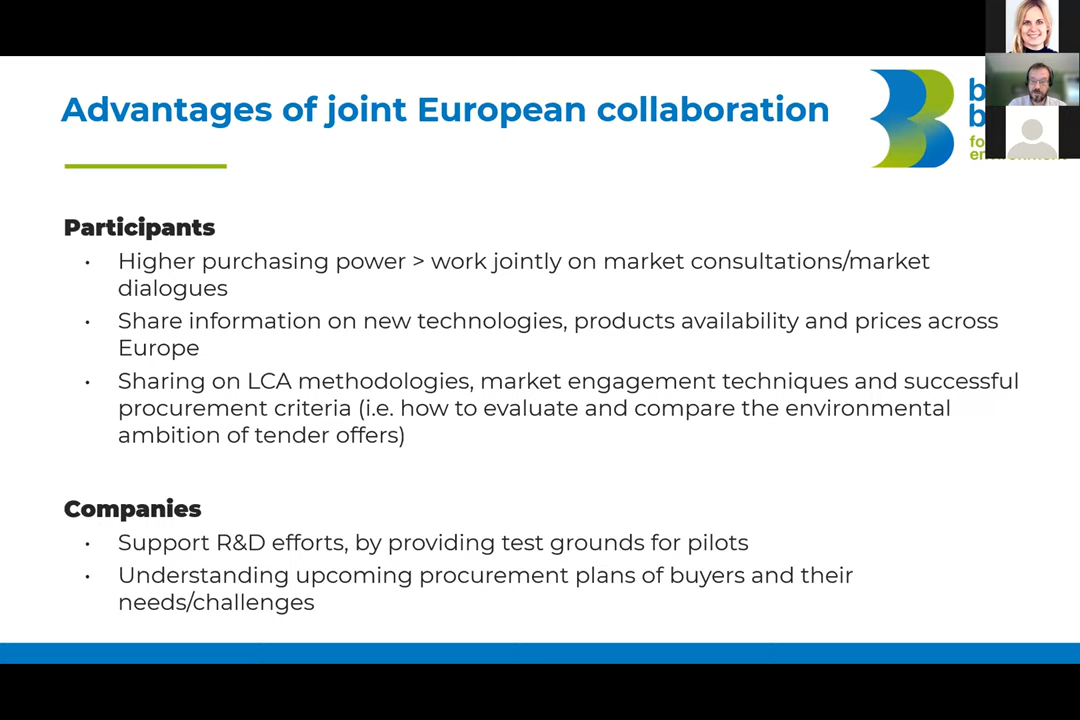 Advantages of joint European collaboration
b
b
fo
Participants
• Higher purchasing power > work jointly on market consultations/market
dialogues
• Share information on new technologies, products availability and prices across
Europe
• Sharing on LCA methodologies, market engagement techniques and successful
procurement criteria (i.e. how to evaluate and compare the environmental
ambition of tender offers)
Companies
• Support R&D efforts, by providing test grounds for pilots
• Understanding upcoming procurement plans of buyers and their
needs/challenges